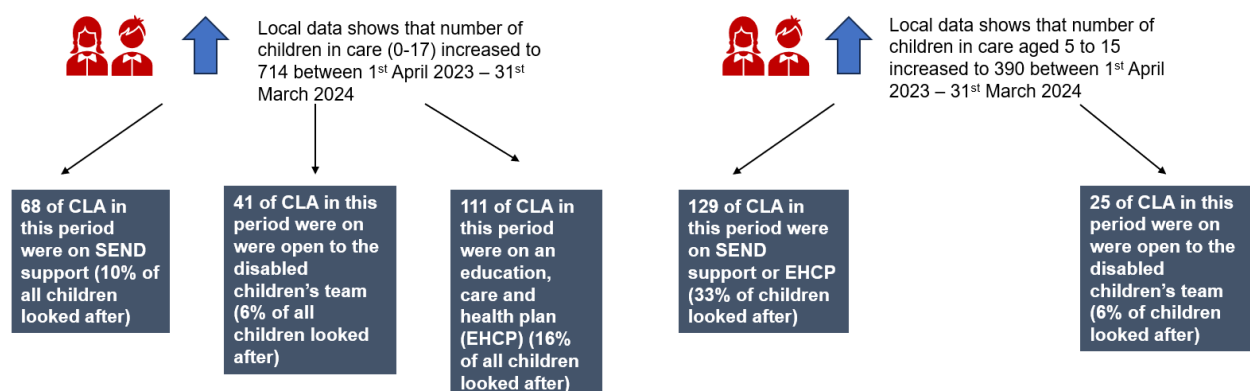 Local data shows that number of
children in care (0-17) increased to
714 between 1st April 2023 – 31st
March 2024
Local data shows that number of
children in care aged 5 to 15
increased to 390 between 1st April
2023 – 31st March 2024
68 of CLA in
this period
were on SEND
support (10% of
all children
looked after)
41 of CLA in this
period were on
were open to the
disabled
children’s team
(6% of all
children looked
after)
111 of CLA in
this period
were on an
education,
care and
health plan
(EHCP) (16%
of all children
looked after)
129 of CLA in
this period were
on SEND
support or EHCP
(33% of children
looked after)
25 of CLA in this
period were on
were open to the
disabled
children’s team
(6% of children
looked after)